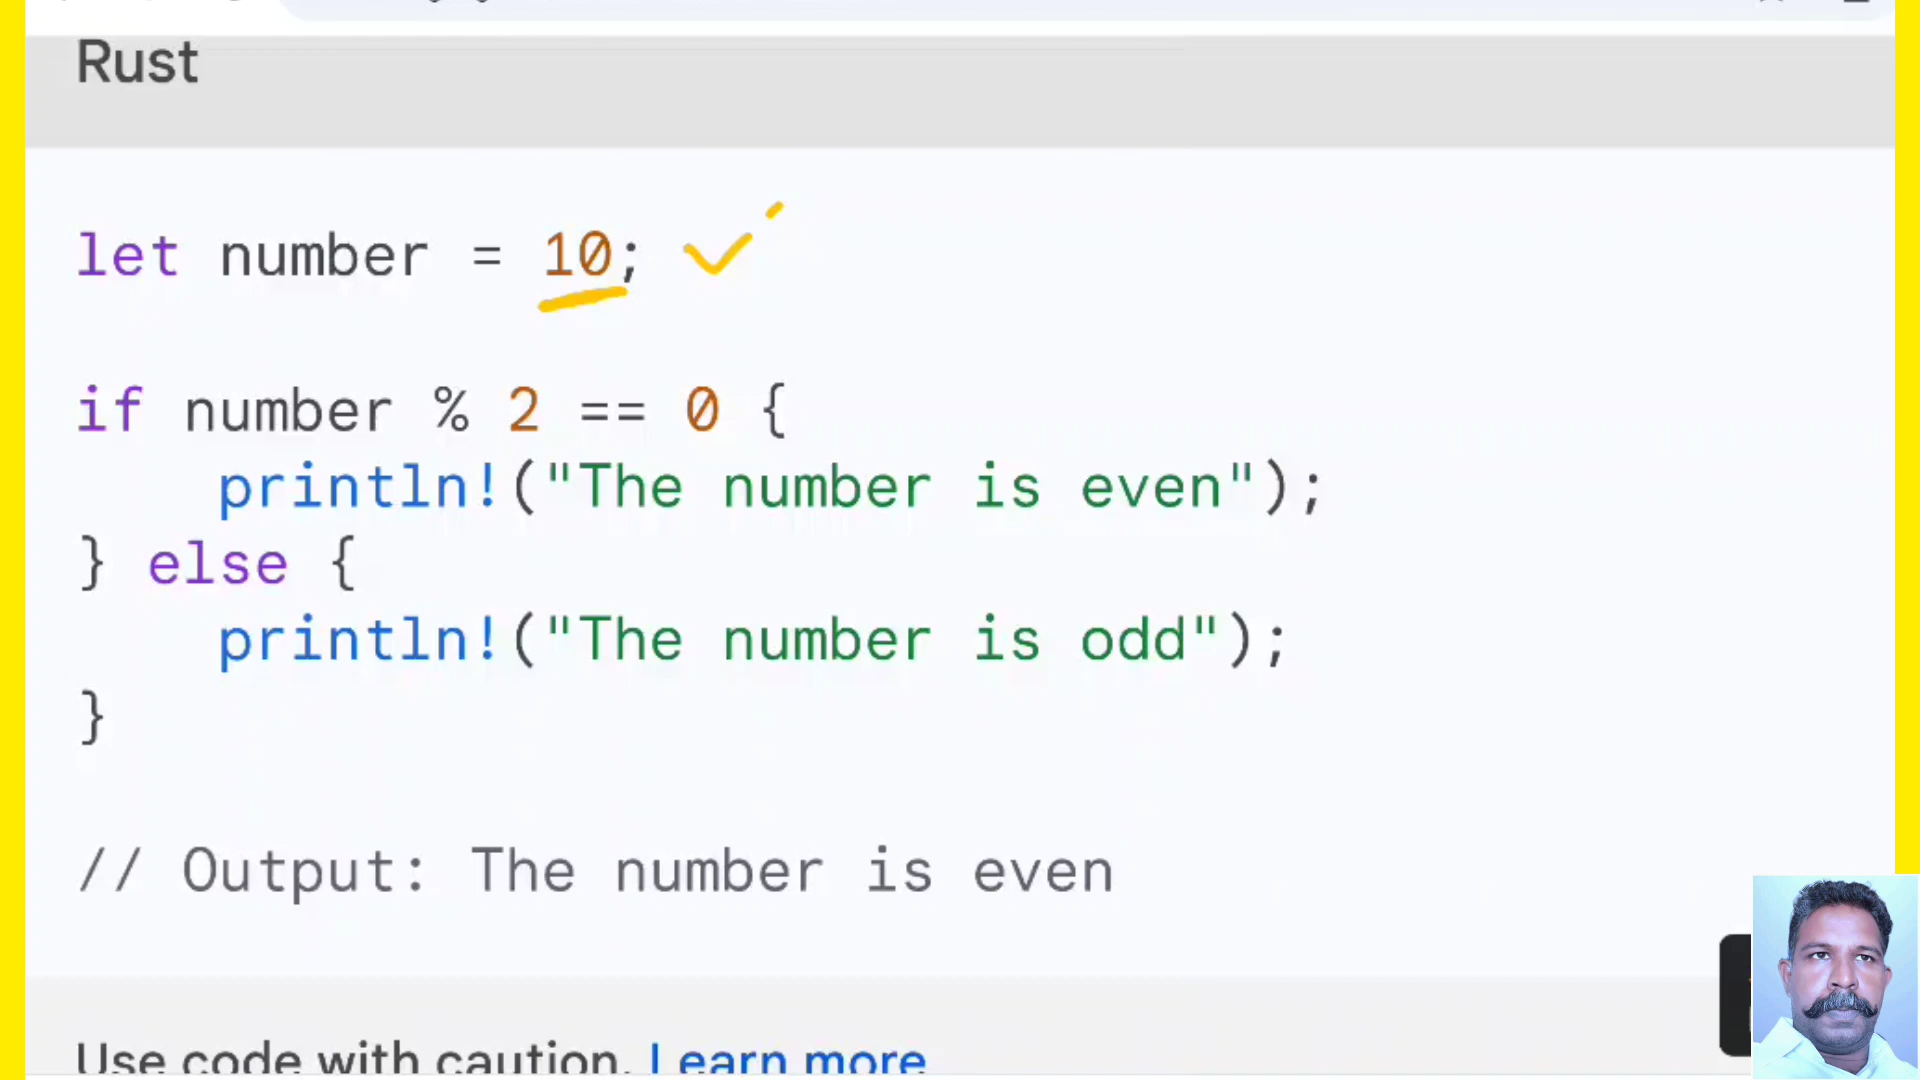 Rust
let number = 10;
if number % 2 == 0 {
    println!("The number is even");
} else {
    println!("The number is odd");
}
// Output: The number is even
Use code with caution. Learn more